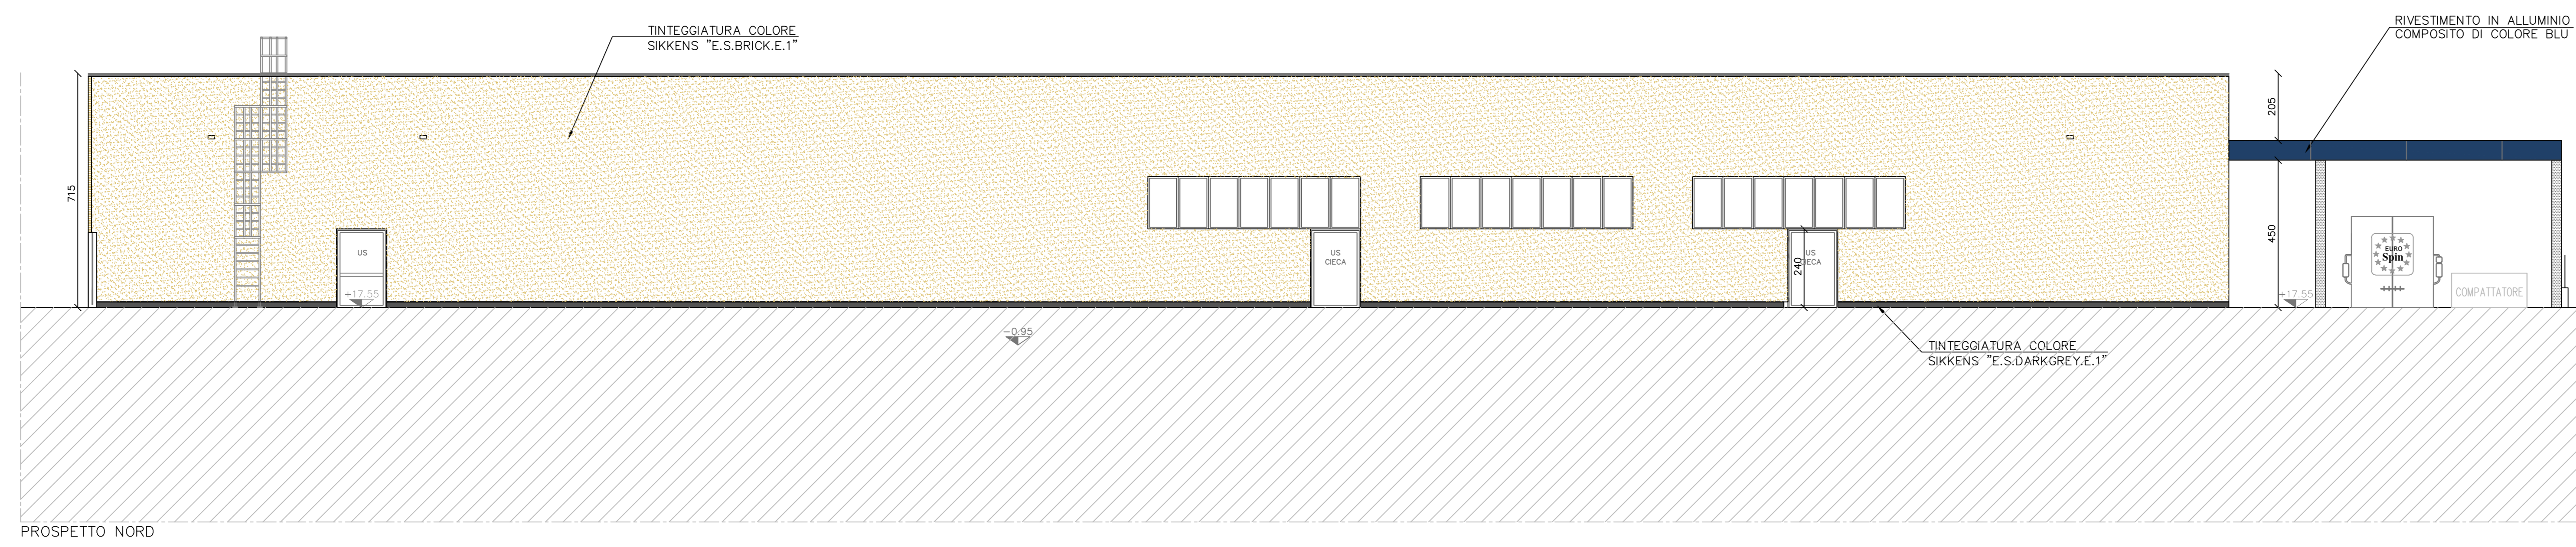 TINTEGGIATURA COLORE
SIKKENS "E.S.BRICK.E.1"
RIVESTIMENTO IN ALLUMINIO
COMPOSITO DI COLORE BLU
715
205
450
240
US
+17.55
US
CIECA
US
EURO
Spin
COMPATTATORE
+17.55
-0.95
TINTEGGIATURA COLORE
SIKKENS "E.S.DARKGREY.E.1"
PROSPETTO NORD